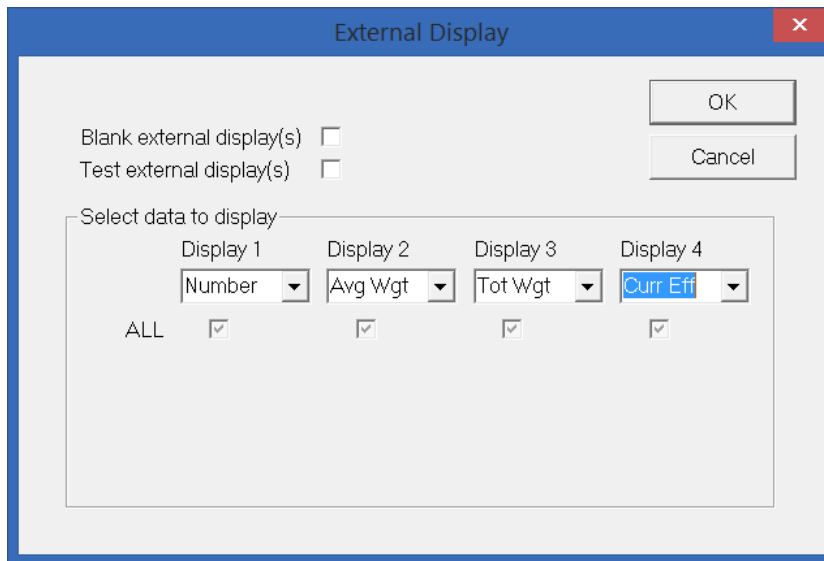 External Display
OK
Blank external display(s)
Cancel
Test external display(s)
Select data to display
Display 1 Display 2 Display 3 Display 4
Number Avg Wgt Tot Wgt Curr Eff
ALL